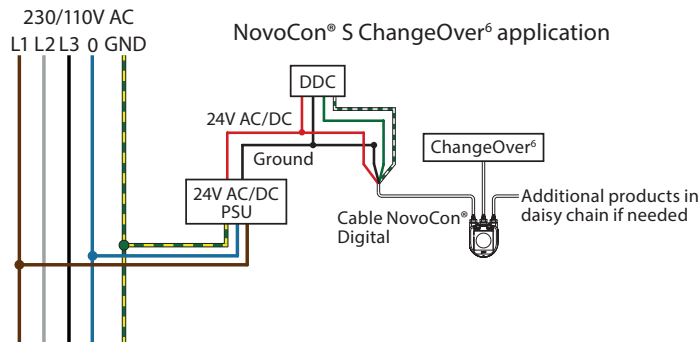 230/110V AC
L1 L2 L3 0 GND
NovoCon® S ChangeOver⁶ application
DDC
24V AC/DC
Ground
24V AC/DC
PSU
ChangeOver⁶
Cable NovoCon®
Digital
Additional products in
daisy chain if needed